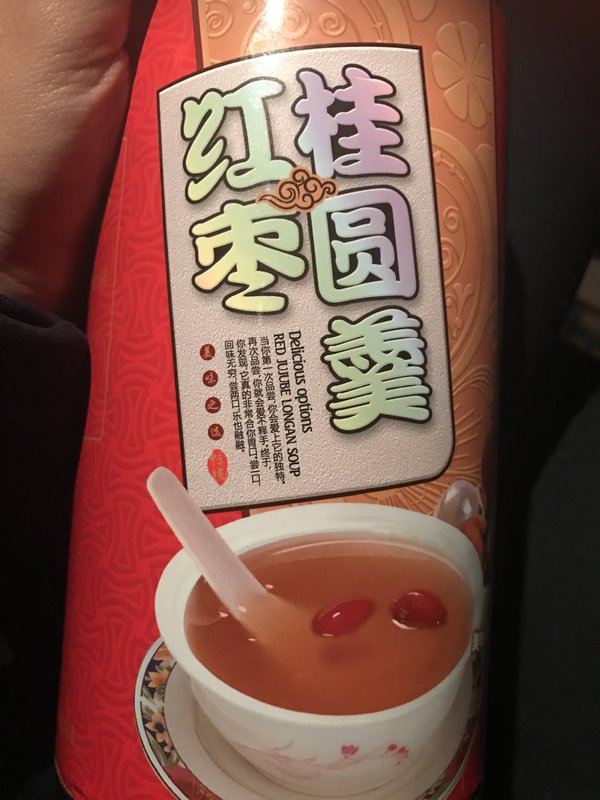 红枣
桂圆羹
Delicious options
RED JUJUBE LONGAN SOUP
当你第一次品尝,你会爱上它的独特。
再次品尝,你就会爱不释手。终于,
你发现,它真的非常合你胃口。尝一口,
回味无穷,尝两口,乐也融融。
美味之选